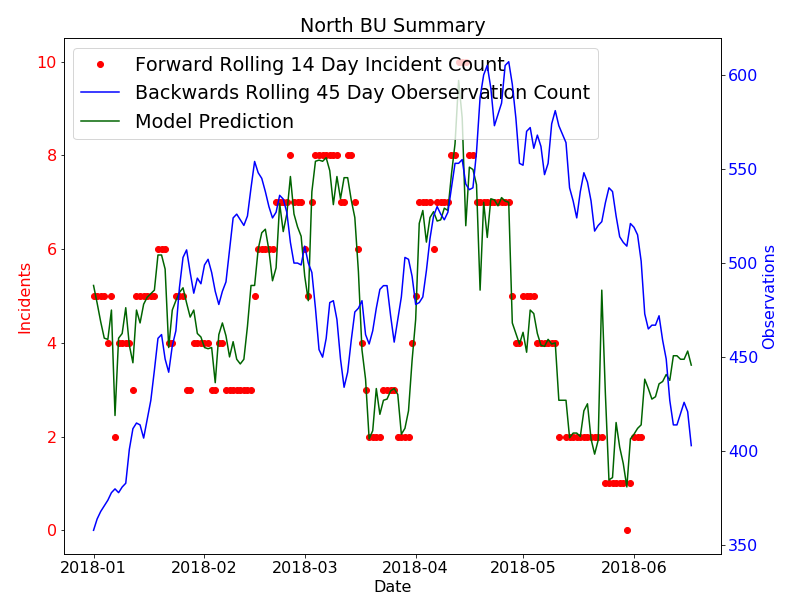 North BU Summary
Forward Rolling 14 Day Incident Count
Backwards Rolling 45 Day Oberservation Count
Model Prediction
10
8
6
4
2
0
Incidents
600
550
500
450
400
350
Observations
2018-01
2018-02
2018-03
2018-04
2018-05
2018-06
Date